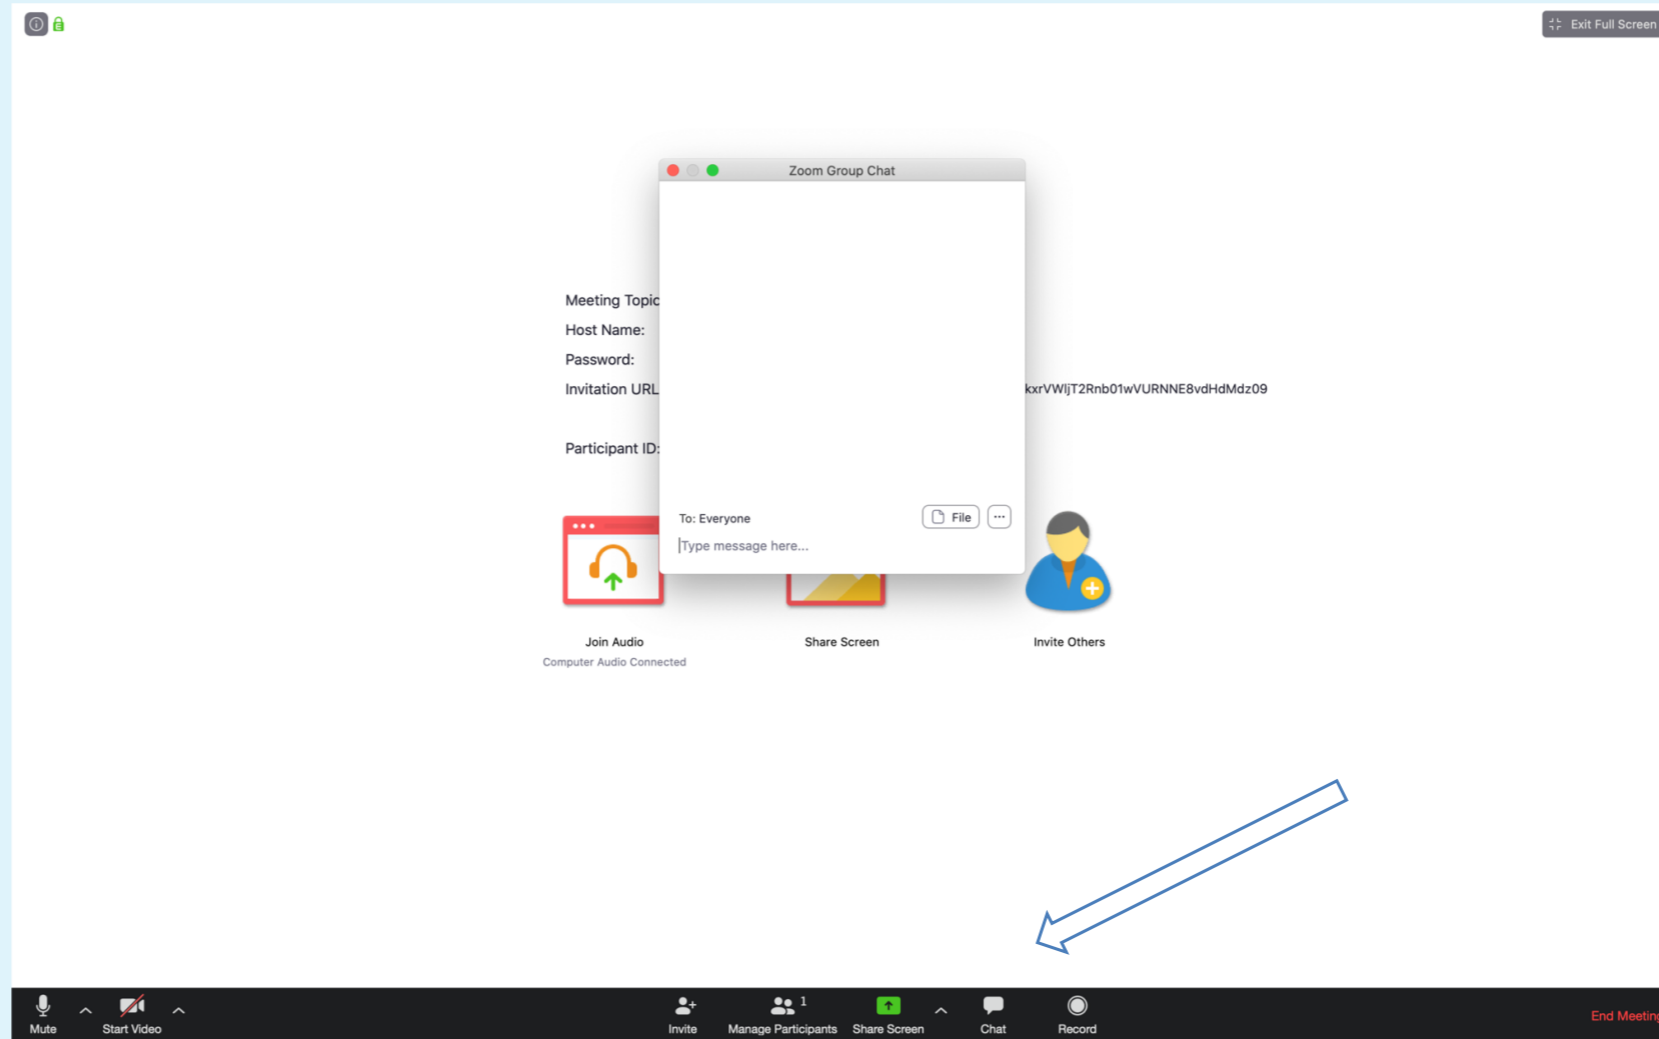 Exit Full Screen
Zoom Group Chat
Meeting Topic
Host Name:
Password:
Invitation URL
kxrVWljT2Rnb01wVURNNE8vdHdMdz09
Participant ID:
To: Everyone
File
Type message here...
Join Audio
Share Screen
Invite Others
Computer Audio Connected
Mute
Start Video
Invite
1
Manage Participants
Share Screen
Chat
Record
End Meeting